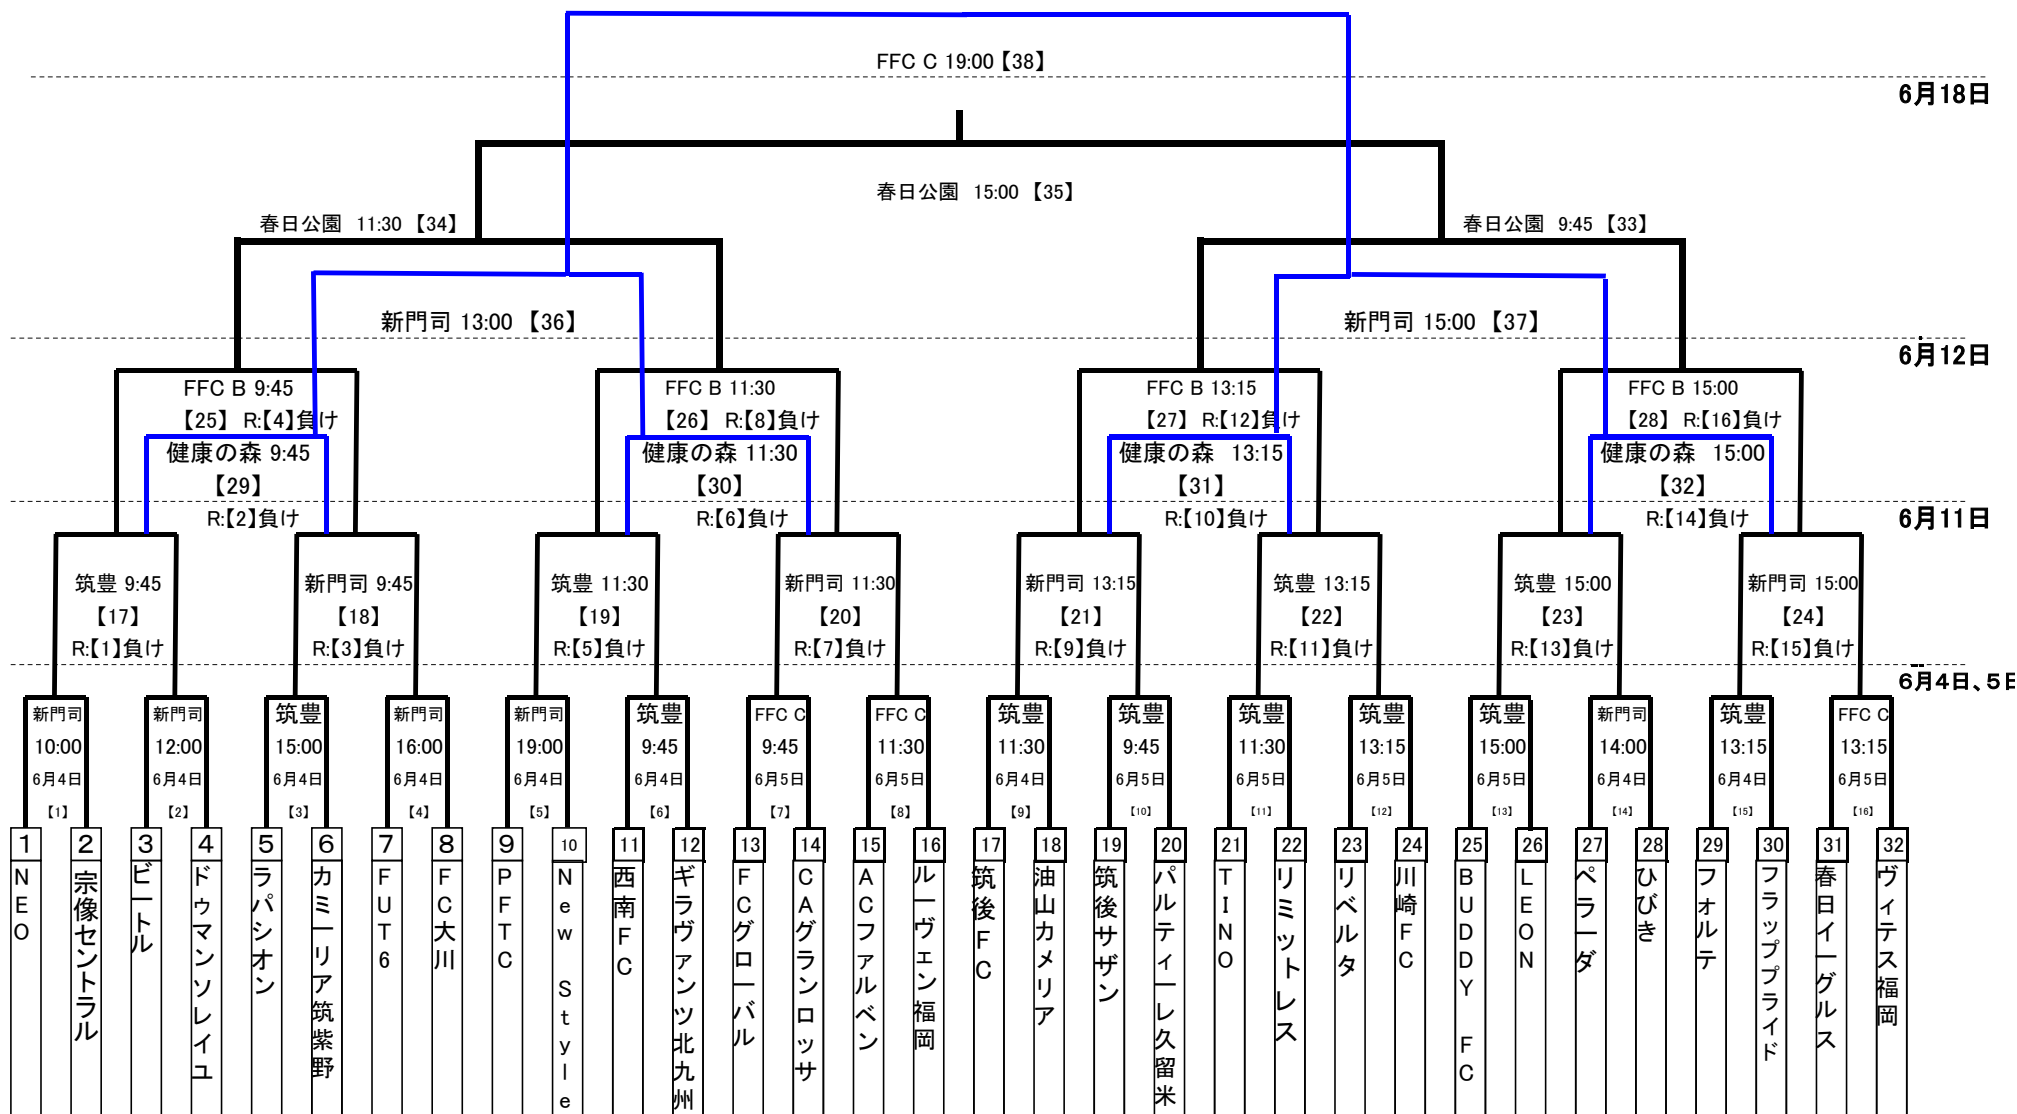 FFC C 19:00【38】
6月18日
春日公園 15:00 【35】
春日公園 11:30 【34】
春日公園 9:45 【33】
新門司 13:00 【36】
新門司 15:00 【37】
6月12日
FFC B 9:45
【25】 R:【4】負け
FFC B 11:30
【26】 R:【8】負け
FFC B 13:15
【27】 R:【12】負け
FFC B 15:00
【28】 R:【16】負け
健康の森 9:45
【29】
R:【2】負け
健康の森 11:30
【30】
R:【6】負け
健康の森 13:15
【31】
R:【10】負け
健康の森 15:00
【32】
R:【14】負け
6月11日
筑豊 9:45
【17】
R:【1】負け
新門司 9:45
【18】
R:【3】負け
筑豊 11:30
【19】
R:【5】負け
新門司 11:30
【20】
R:【7】負け
新門司 13:15
【21】
R:【9】負け
筑豊 13:15
【22】
R:【11】負け
筑豊 15:00
【23】
R:【13】負け
新門司 15:00
【24】
R:【15】負け
6月4日、5日
新門司
10:00
6月4日
【1】
新門司
12:00
6月4日
【2】
筑豊
15:00
6月4日
【3】
新門司
16:00
6月4日
【4】
新門司
19:00
6月4日
【5】
筑豊
9:45
6月4日
【6】
FFC C
9:45
6月5日
【7】
FFC C
11:30
6月5日
【8】
筑豊
11:30
6月4日
【9】
筑豊
9:45
6月5日
【10】
筑豊
11:30
6月5日
【11】
筑豊
13:15
6月5日
【12】
筑豊
15:00
6月5日
【13】
新門司
14:00
6月4日
【14】
筑豊
13:15
6月4日
【15】
FFC C
13:15
6月5日
【16】
1
NEO
2
宗像セントラル
3
ビートル
4
ドゥマンソレイユ
5
ラパシオン
6
カミーリア筑紫野
7
FUT6
8
FC大川
9
PFTC
10
New Style
11
西南FC
12
ギラヴァンツ北九州
13
FCグローバル
14
CAグランロッサ
15
ACファルベン
16
ルーヴェン福岡
17
筑後FC
18
油山カメリア
19
筑後サザン
20
パルティーレ久留米
21
TINO
22
リミットレス
23
リベルタ
24
川崎FC
25
BUDDY FC
26
LEON
27
ペラーダ
28
ひびき
29
フォルテ
30
フラッププライド
31
春日イーグルス
32
ヴィテス福岡